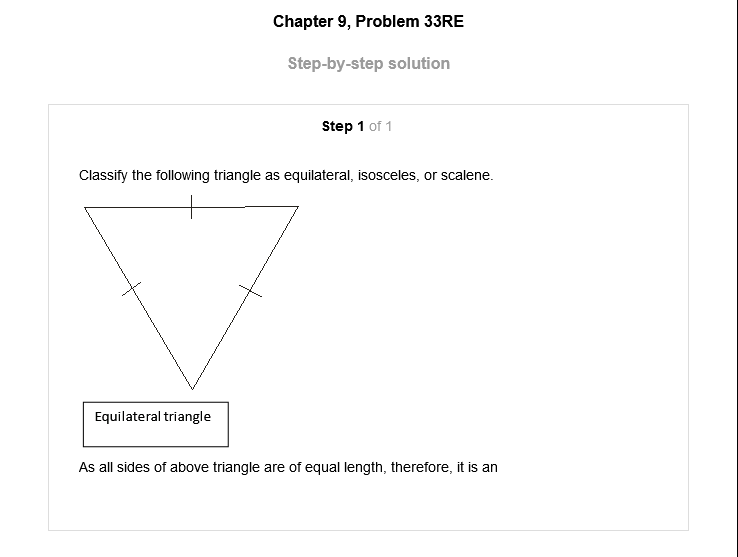 Chapter 9, Problem 33RE
Step-by-step solution
Step 1 of 1
Classify the following triangle as equilateral, isosceles, or scalene.
Equilateral triangle
As all sides of above triangle are of equal length, therefore, it is an